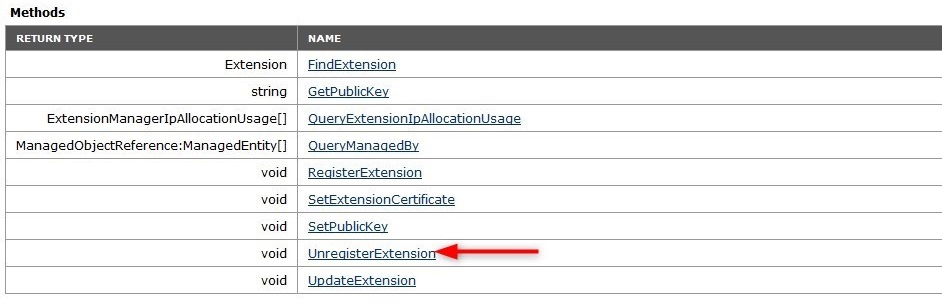 Methods
RETURN TYPE NAME
Extension FindExtension
string GetPublicKey
ExtensionManagerIpAllocationUsage[] QueryExtensionIpAllocationUsage
ManagedObjectReference:ManagedEntity[] QueryManagedBy
void RegisterExtension
void SetExtensionCertificate
void SetPublicKey
void UnregisterExtension
void UpdateExtension